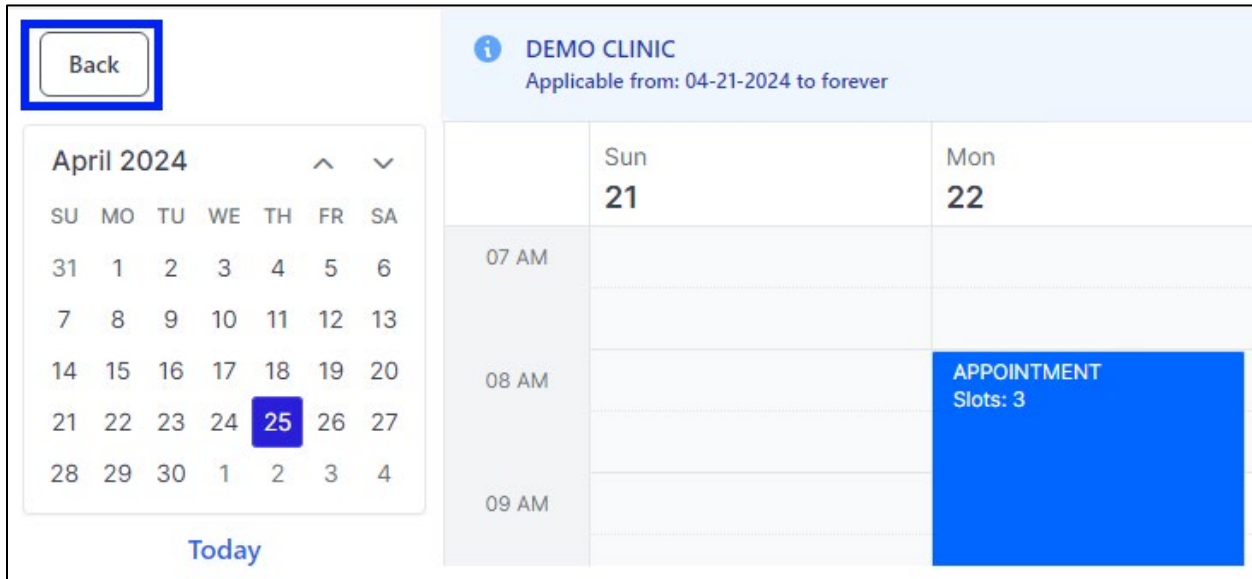 Back
DEMO CLINIC
Applicable from: 04-21-2024 to forever
April 2024
SU MO TU WE TH FR SA
31 1 2 3 4 5 6
7 8 9 10 11 12 13
14 15 16 17 18 19 20
21 22 23 24 25 26 27
28 29 30 1 2 3 4
Today
Sun Mon
21 22
07 AM
08 AM
APPOINTMENT
Slots: 3
09 AM